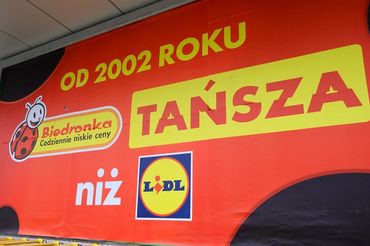 OD 2002 ROKU
Biedronka
Codziennie niskie ceny
TAŃSZA
niż
LiDL